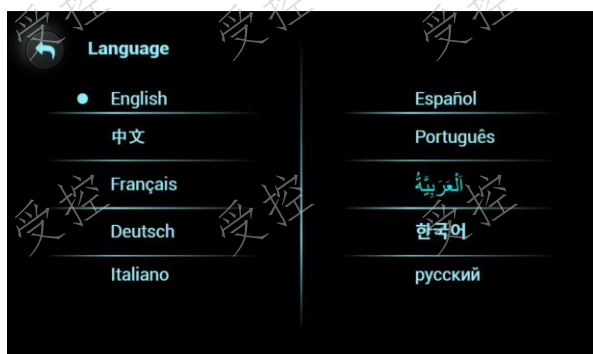 Language
English
中文
Français
Deutsch
Italiano
Español
Português
اَلْعَرَبِيَّةُ
한국어
русский
受控
受控
受控
受控
受控
受控